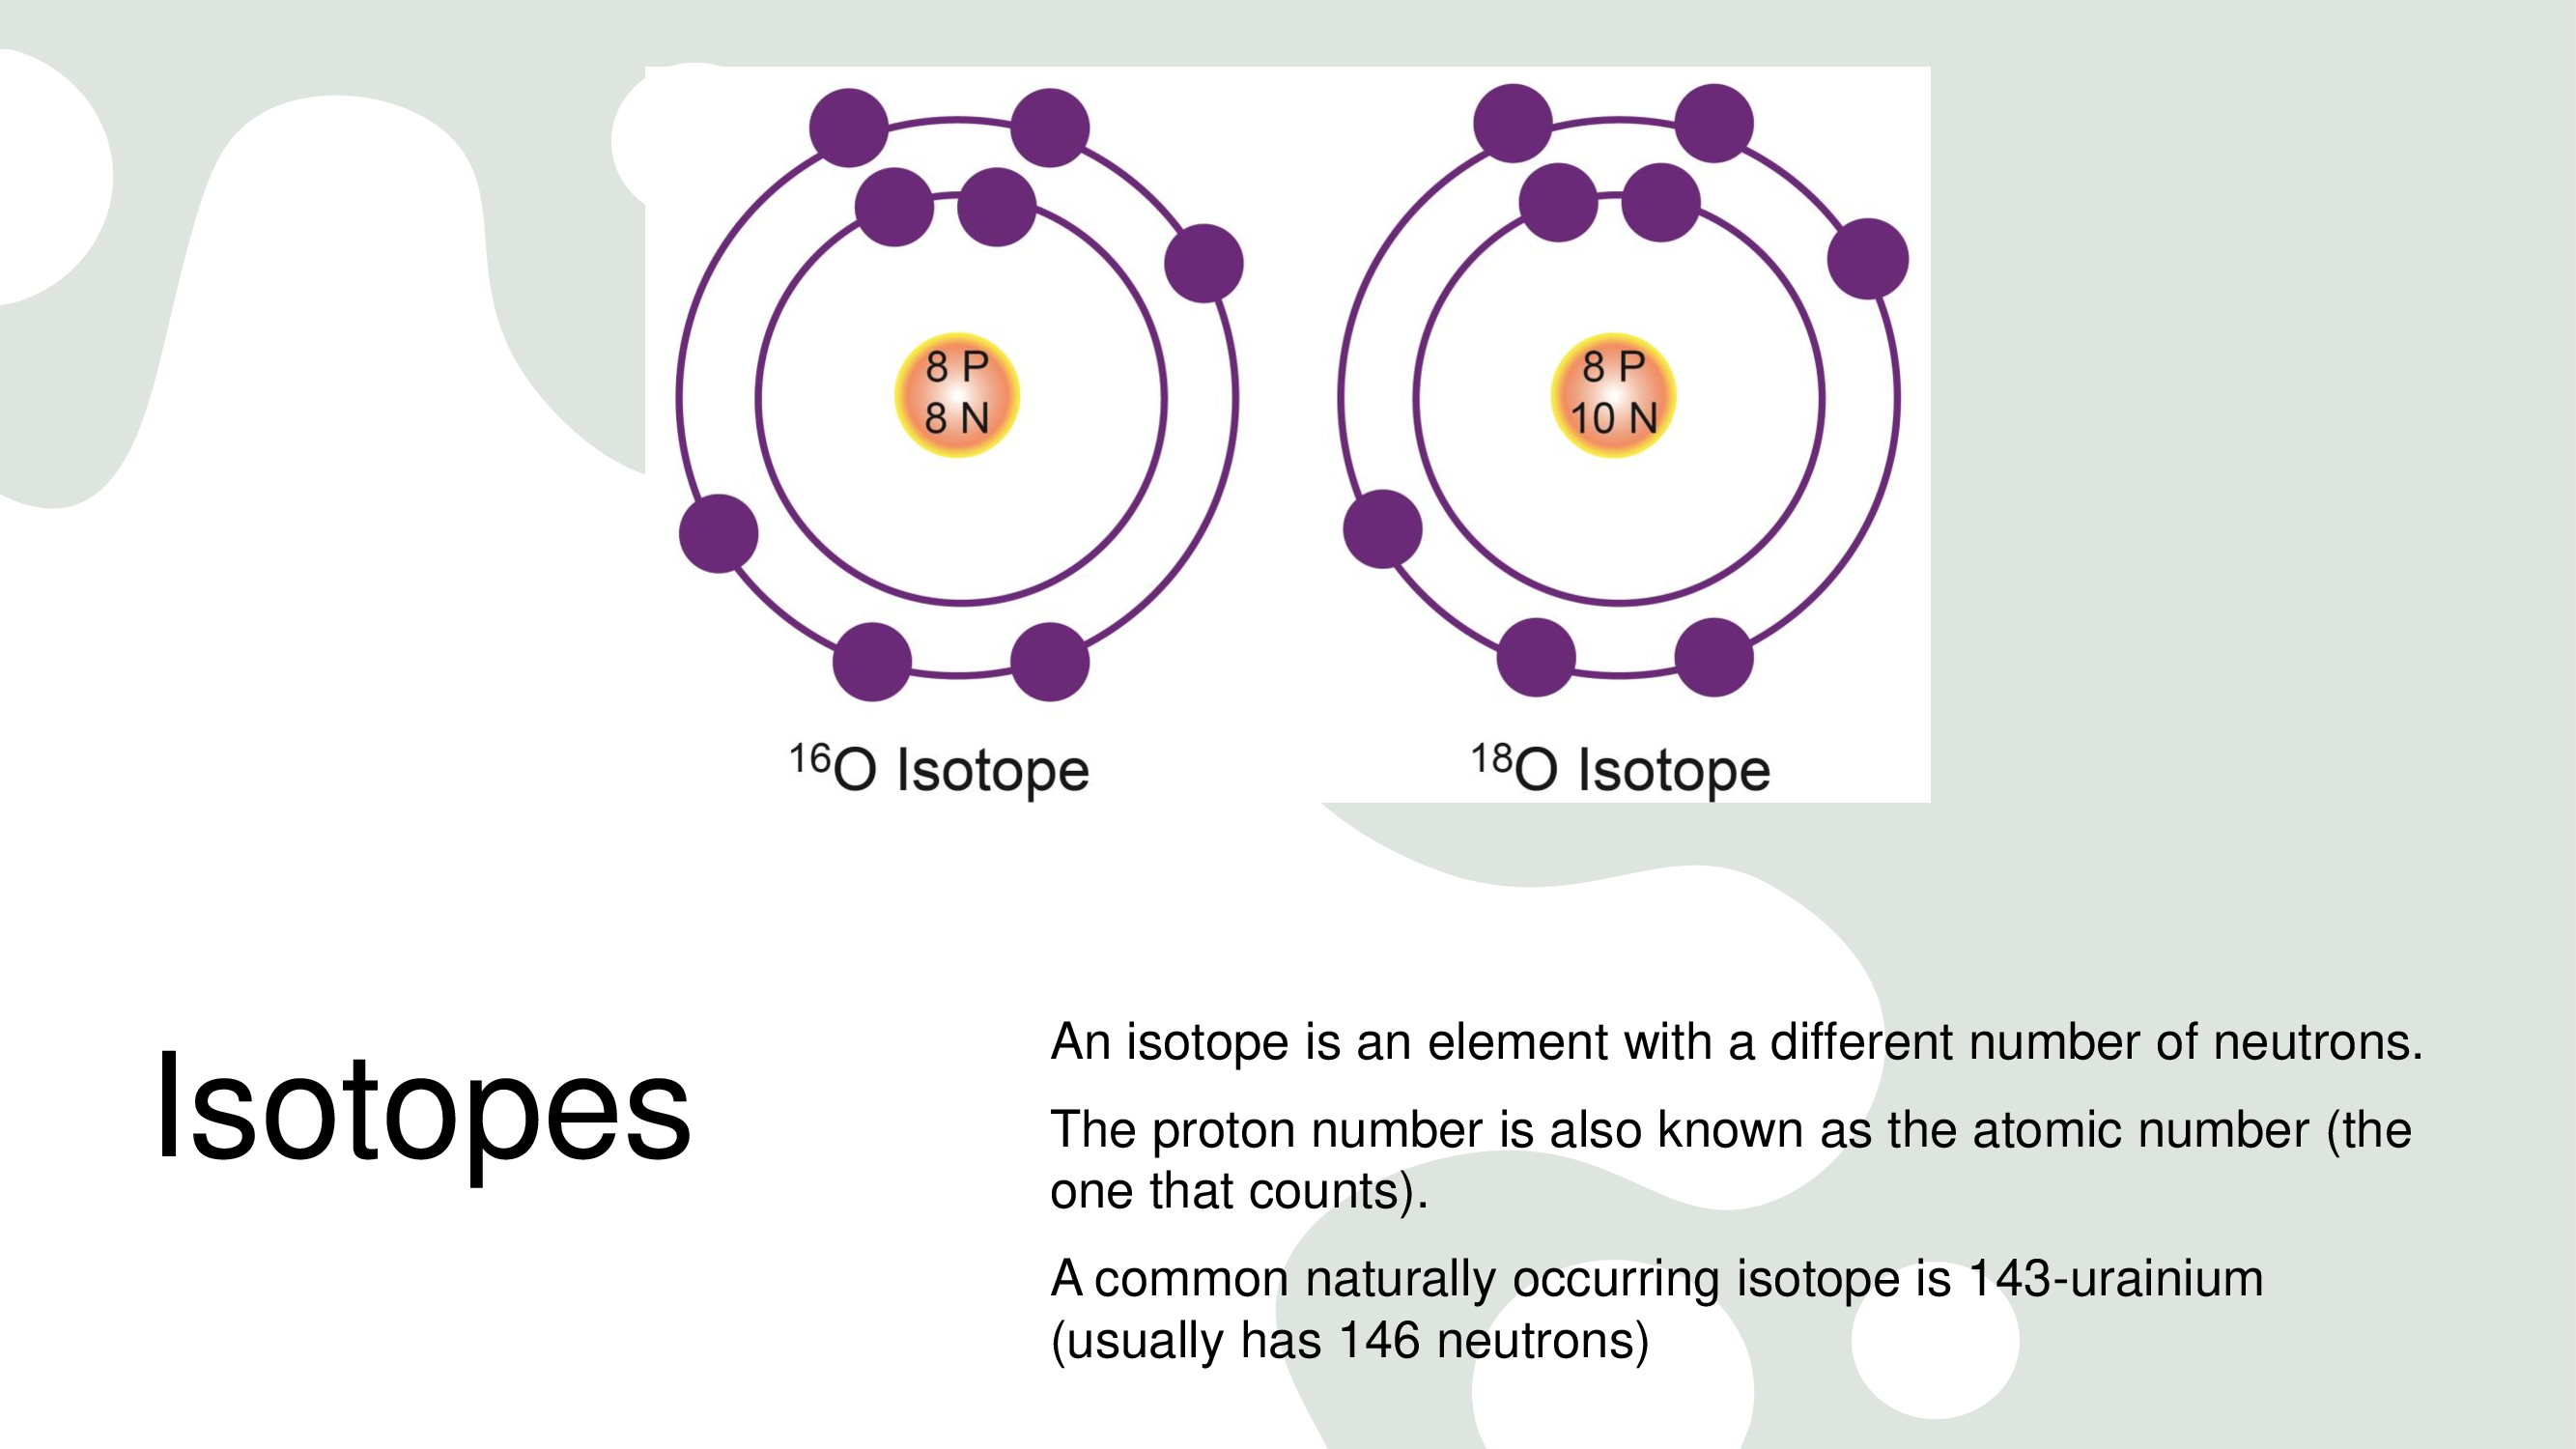 8 P
8 N
8 P
10 N
¹⁶O Isotope
¹⁸O Isotope
Isotopes
An isotope is an element with a different number of neutrons.
The proton number is also known as the atomic number (the
one that counts).
A common naturally occurring isotope is 143-urainium
(usually has 146 neutrons)